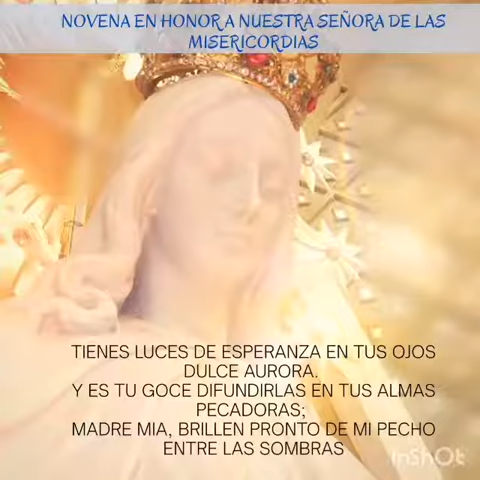 NOVENA EN HONOR A NUESTRA SEÑORA DE LAS
MISERICORDIAS
TIENES LUCES DE ESPERANZA EN TUS OJOS
DULCE AURORA.
Y ES TU GOCE DIFUNDIRLAS EN TUS ALMAS
PECADORAS;
MADRE MIA, BRILLEN PRONTO DE MI PECHO
ENTRE LAS SOMBRAS
InShOt